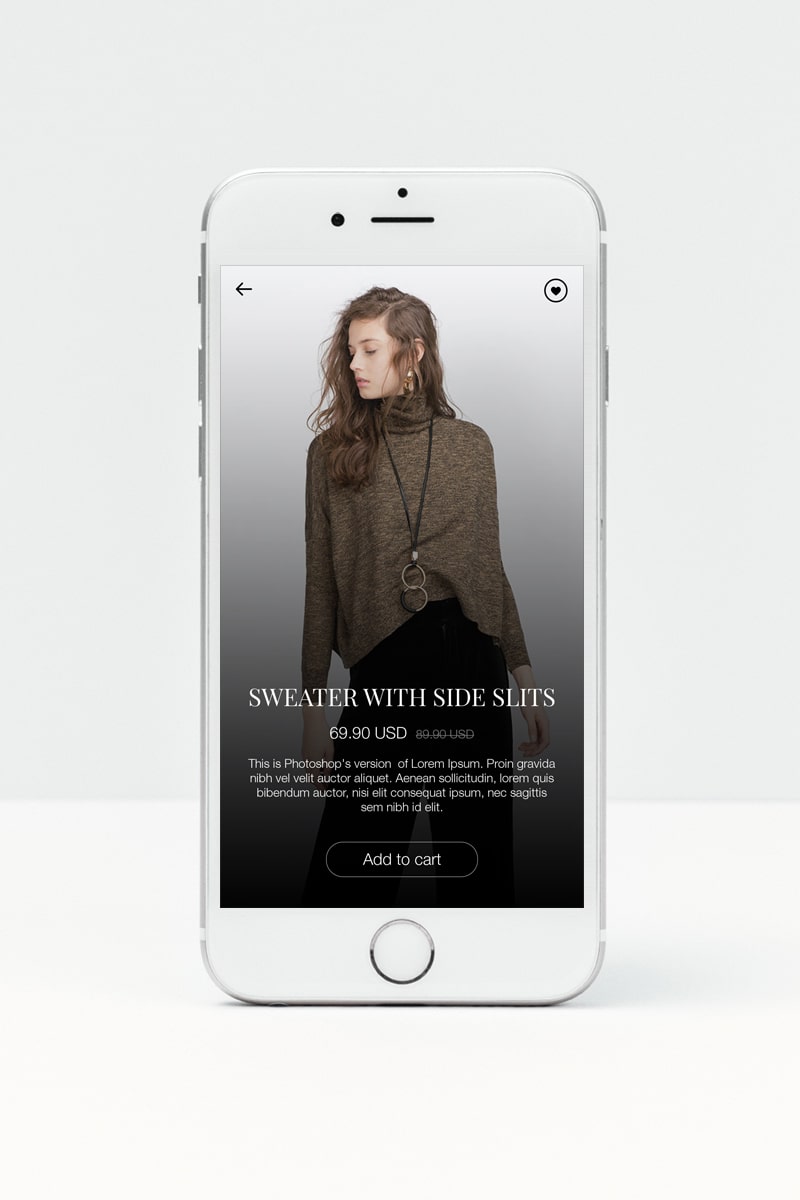 SWEATER WITH SIDE SLITS
69.90 USD 89.90 USD
This is Photoshop's version of Lorem Ipsum. Proin gravida
nibh vel velit auctor aliquet. Aenean sollicitudin, lorem quis
bibendum auctor, nisi elit consequat ipsum, nec sagittis
sem nibh id elit.
Add to cart